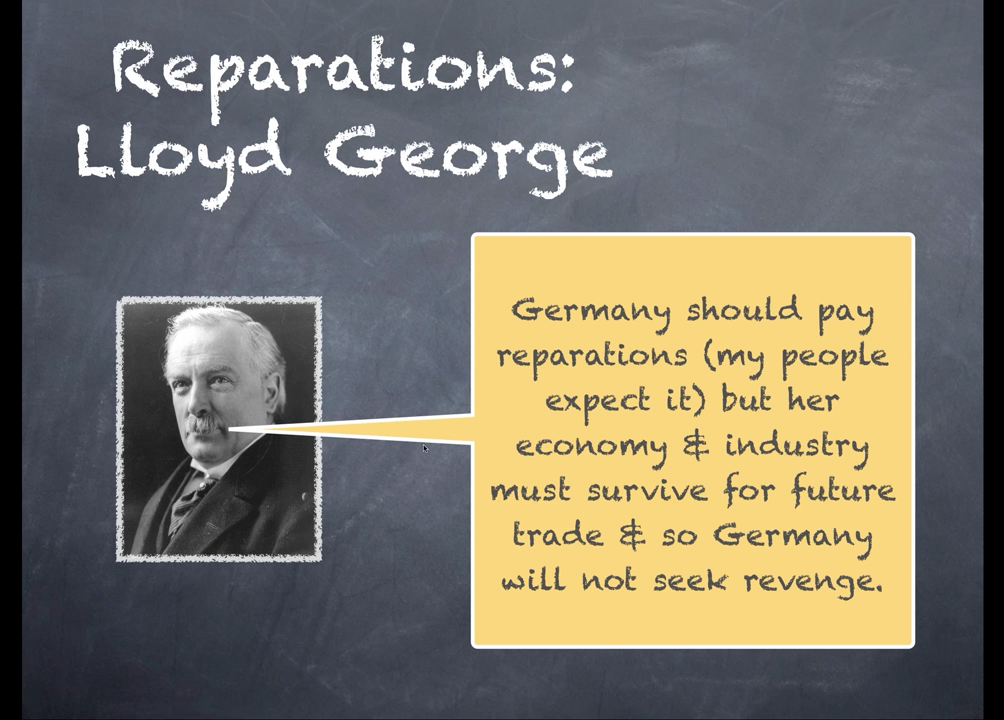 Reparations:
Lloyd George
Germany should pay
reparations (my people
expect it) but her
economy & industry
must survive for future
trade & so Germany
will not seek revenge.